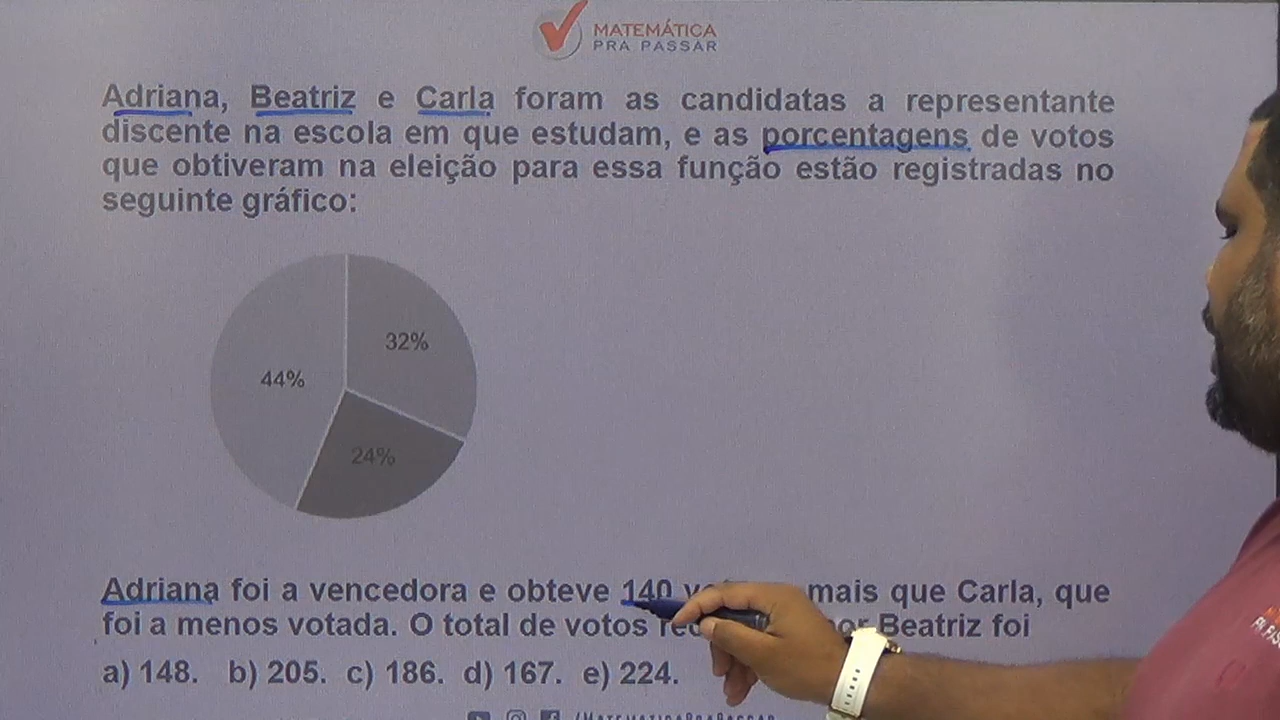 MATEMÁTICA
PRA PASSAR
Adriana, Beatriz e Carla foram as candidatas a representante
discente na escola em que estudam, e as porcentagens de votos
que obtiveram na eleição para essa função estão registradas no
seguinte gráfico:
32%
44%
24%
Adriana foi a vencedora e obteve 140 mais que Carla, que
foi a menos votada. O total de votos por Beatriz foi
a) 148. b) 205. c) 186. d) 167. e) 224.
/MATEMATICAPRAPASSAR